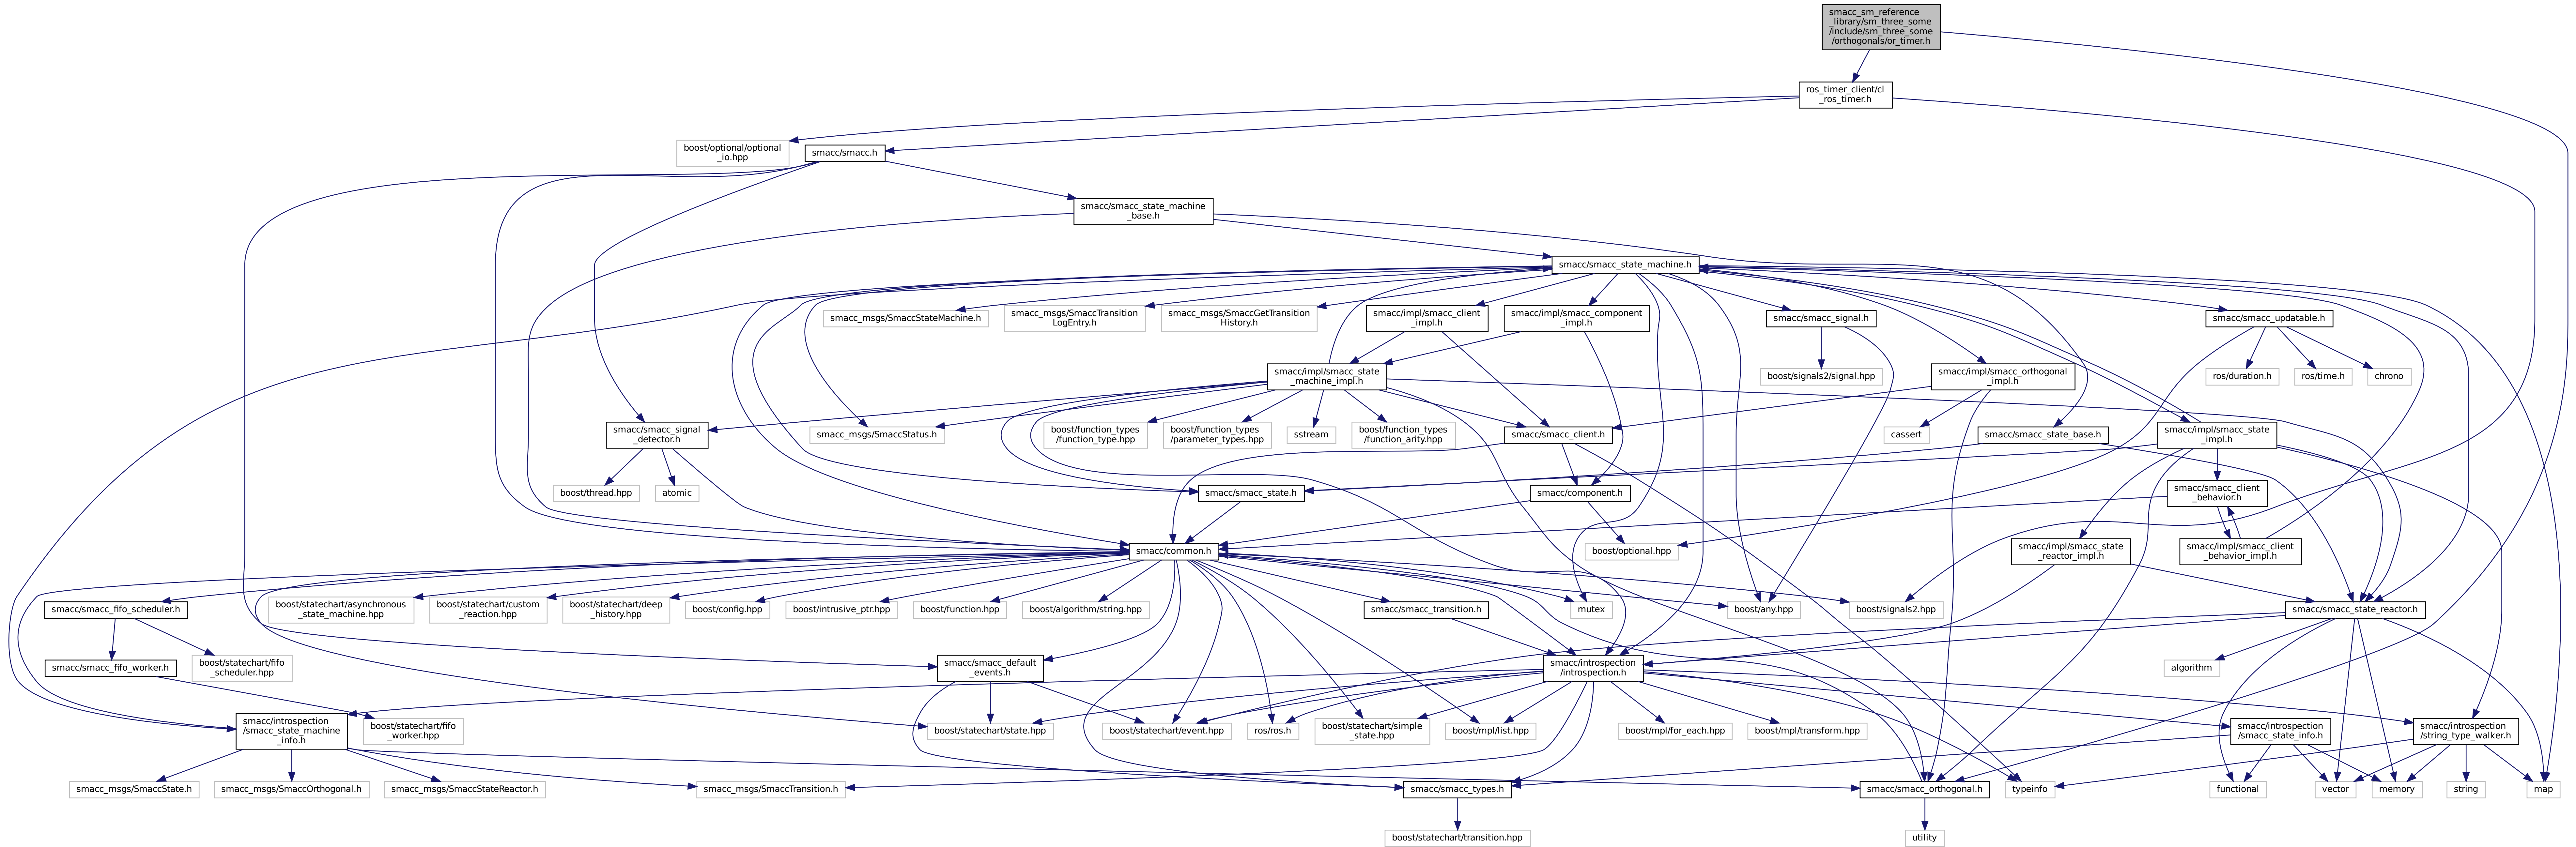 smacc_sm_reference
_library/sm_three_some
/include/sm_three_some
/orthogonals/or_timer.h
ros_timer_client/cl
_ros_timer.h
boost/optional/optional
_io.hpp
smacc/smacc.h
smacc/smacc_state_machine
_base.h
smacc/smacc_state_machine.h
smacc_msgs/SmaccStateMachine.h
smacc_msgs/SmaccTransition
LogEntry.h
smacc_msgs/SmaccGetTransition
History.h
smacc/impl/smacc_client
_impl.h
smacc/impl/smacc_component
_impl.h
smacc/smacc_signal.h
smacc/smacc_updatable.h
smacc/impl/smacc_state
_machine_impl.h
boost/signals2/signal.hpp
smacc/impl/smacc_orthogonal
_impl.h
ros/duration.h
ros/time.h
chrono
smacc/smacc_signal
_detector.h
smacc_msgs/SmaccStatus.h
boost/function_types
/function_type.hpp
boost/function_types
/parameter_types.hpp
sstream
boost/function_types
/function_arity.hpp
smacc/smacc_client.h
cassert
smacc/smacc_state_base.h
smacc/impl/smacc_state
_impl.h
boost/thread.hpp
atomic
smacc/smacc_state.h
smacc/component.h
smacc/smacc_client
_behavior.h
smacc/common.h
boost/optional.hpp
smacc/impl/smacc_state
_reactor_impl.h
smacc/impl/smacc_client
_behavior_impl.h
smacc/smacc_fifo_scheduler.h
boost/statechart/asynchronous
_state_machine.hpp
boost/statechart/custom
_reaction.hpp
boost/statechart/deep
_history.hpp
boost/config.hpp
boost/intrusive_ptr.hpp
boost/function.hpp
boost/algorithm/string.hpp
smacc/smacc_transition.h
mutex
boost/any.hpp
boost/signals2.hpp
smacc/smacc_state_reactor.h
smacc/smacc_fifo_worker.h
boost/statechart/fifo
_scheduler.hpp
smacc/smacc_default
_events.h
smacc/introspection
/introspection.h
algorithm
smacc/introspection
/smacc_state_machine
_info.h
boost/statechart/fifo
_worker.hpp
boost/statechart/state.hpp
boost/statechart/event.hpp
ros/ros.h
boost/statechart/simple
_state.hpp
boost/mpl/list.hpp
boost/mpl/for_each.hpp
boost/mpl/transform.hpp
smacc/introspection
/smacc_state_info.h
smacc/introspection
/string_type_walker.h
smacc_msgs/SmaccState.h
smacc_msgs/SmaccOrthogonal.h
smacc_msgs/SmaccStateReactor.h
smacc_msgs/SmaccTransition.h
smacc/smacc_types.h
smacc/smacc_orthogonal.h
typeinfo
functional
vector
memory
string
map
boost/statechart/transition.hpp
utility